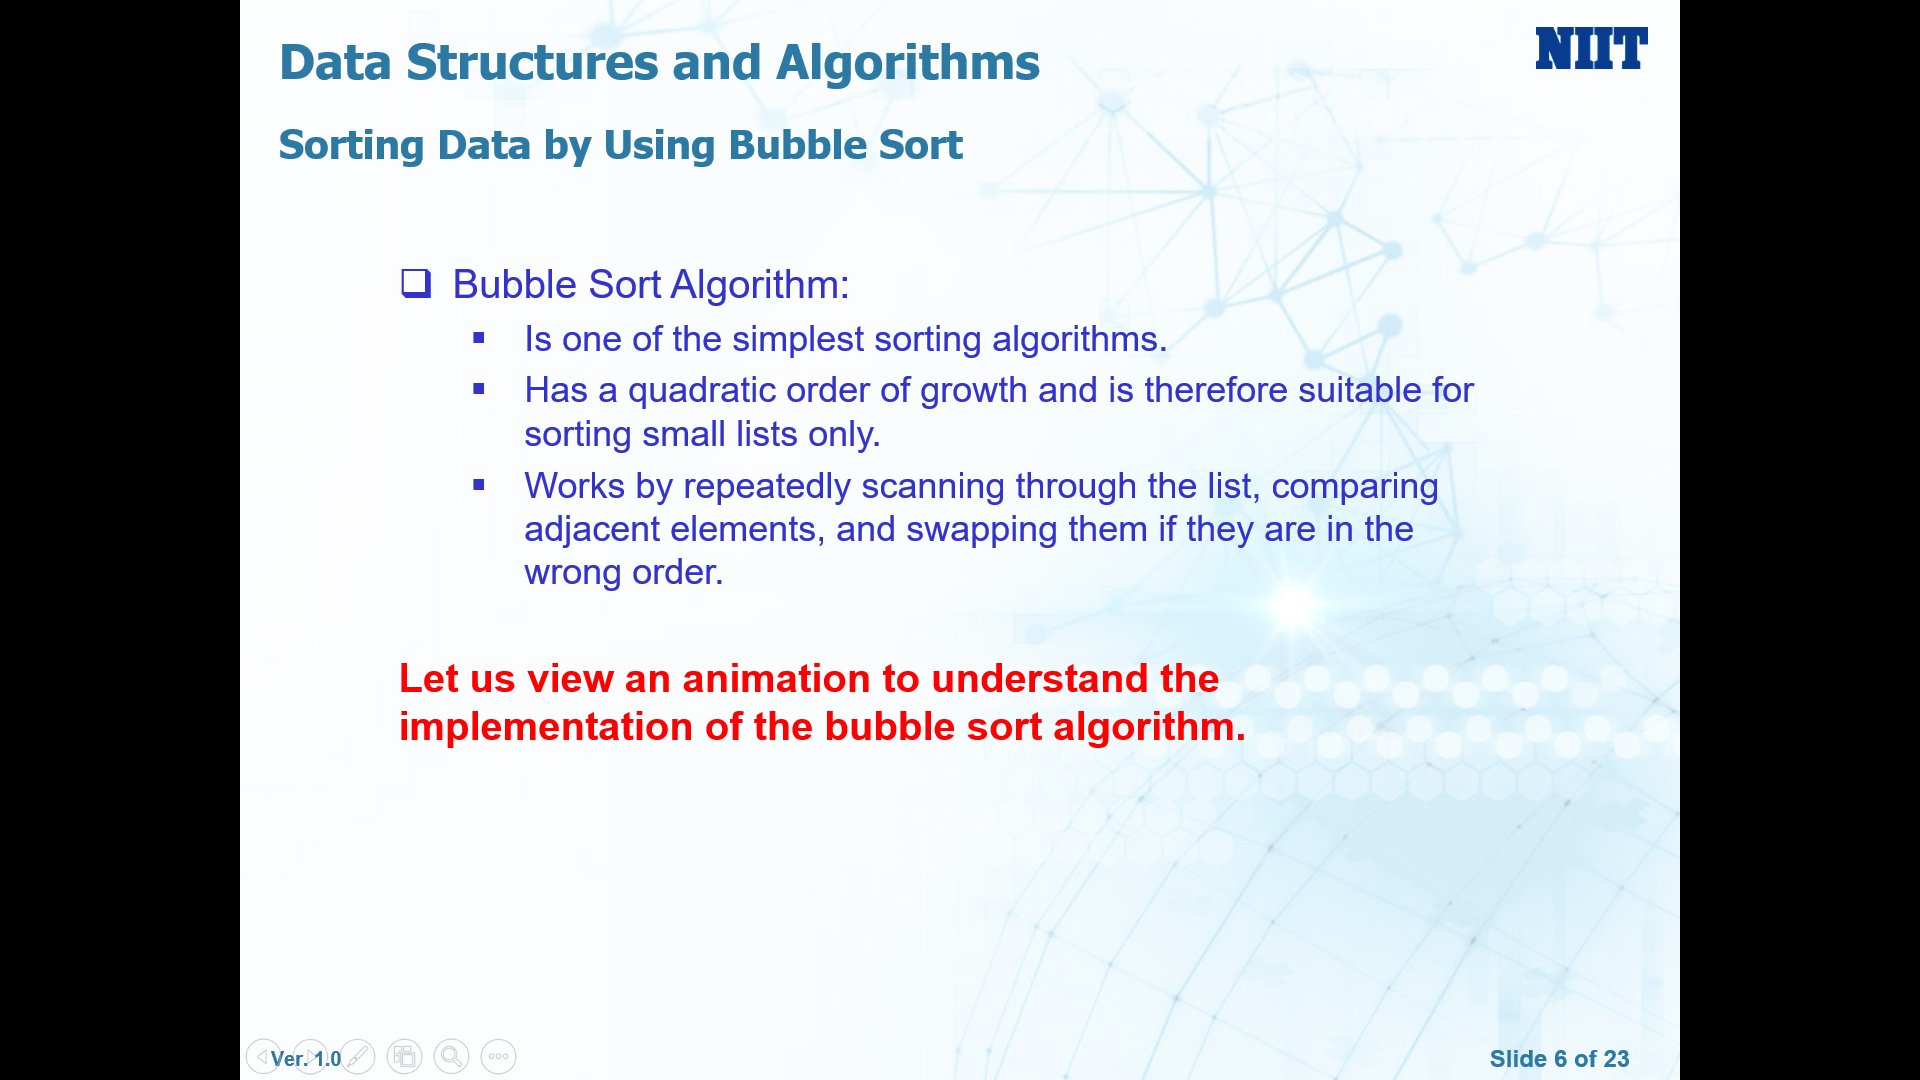 Data Structures and Algorithms
NIIT
Sorting Data by Using Bubble Sort
❑ Bubble Sort Algorithm:
▪ Is one of the simplest sorting algorithms.
▪ Has a quadratic order of growth and is therefore suitable for
sorting small lists only.
▪ Works by repeatedly scanning through the list, comparing
adjacent elements, and swapping them if they are in the
wrong order.
Let us view an animation to understand the
implementation of the bubble sort algorithm.
Ver. 1.0
Slide 6 of 23